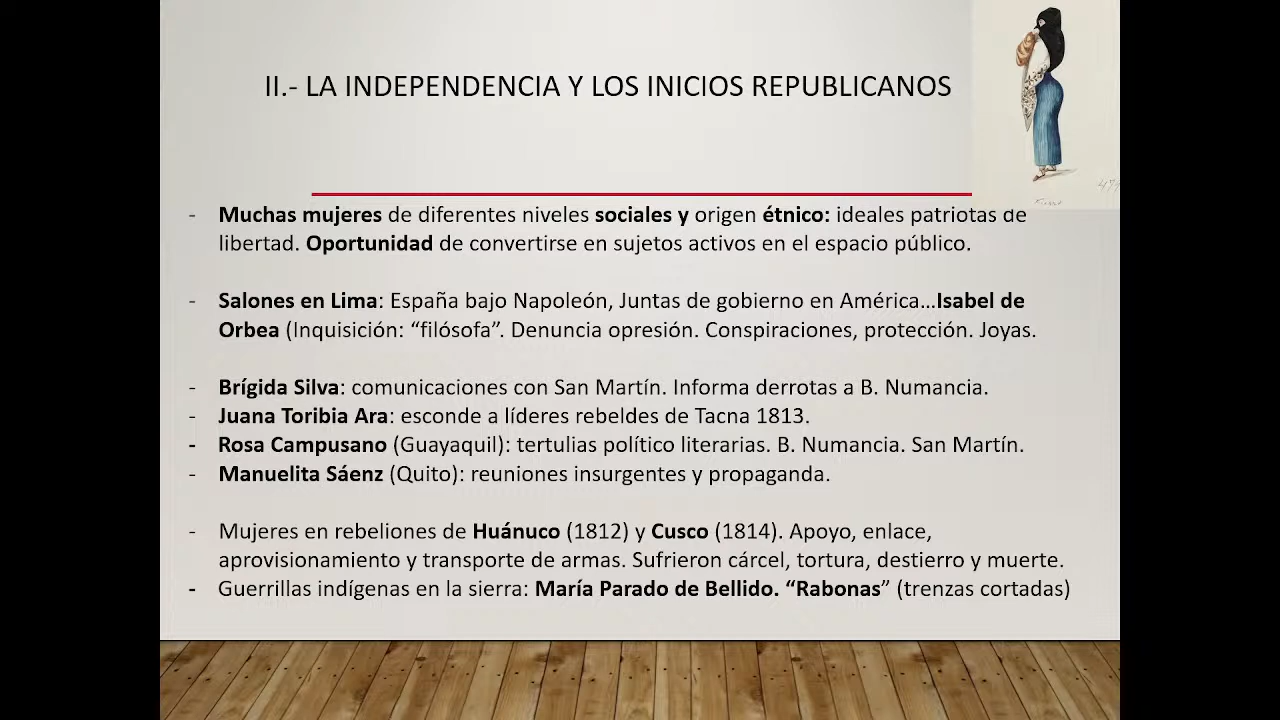 II.- LA INDEPENDENCIA Y LOS INICIOS REPUBLICANOS
- Muchas mujeres de diferentes niveles sociales y origen étnico: ideales patriotas de
libertad. Oportunidad de convertirse en sujetos activos en el espacio público.
- Salones en Lima: España bajo Napoleón, Juntas de gobierno en América…Isabel de
Orbea (Inquisición: “filósofa”. Denuncia opresión. Conspiraciones, protección. Joyas.
- Brígida Silva: comunicaciones con San Martín. Informa derrotas a B. Numancia.
- Juana Toribia Ara: esconde a líderes rebeldes de Tacna 1813.
- Rosa Campusano (Guayaquil): tertulias político literarias. B. Numancia. San Martín.
- Manuelita Sáenz (Quito): reuniones insurgentes y propaganda.
- Mujeres en rebeliones de Huánuco (1812) y Cusco (1814). Apoyo, enlace,
aprovisionamiento y transporte de armas. Sufrieron cárcel, tortura, destierro y muerte.
- Guerrillas indígenas en la sierra: María Parado de Bellido. “Rabonas” (trenzas cortadas)